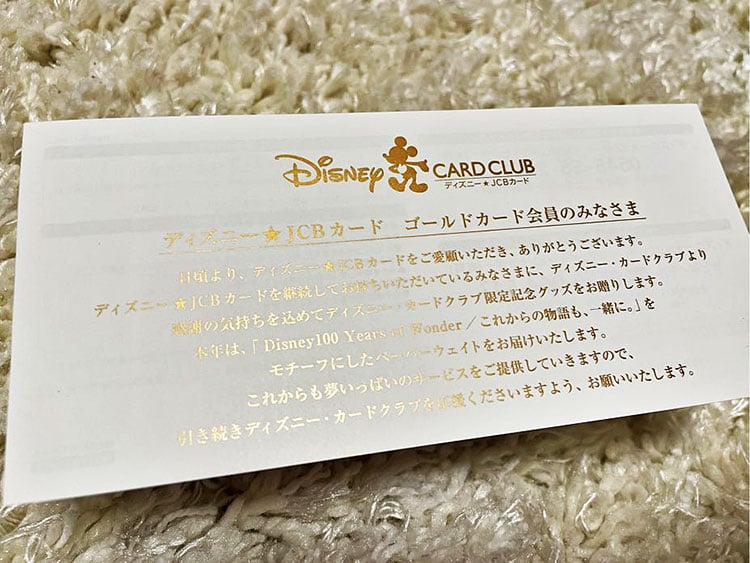 Disney CARD CLUB
ディズニー★JCBカード
ディズニー★JCBカード　ゴールドカード会員のみなさま
日頃より、ディズニー★JCBカードをご愛願いただき、ありがとうございます。
ディズニー★JCBカードを継続してお持ちいただいているみなさまに、ディズニー・カードクラブより
感謝の気持ちを込めてディズニー・カードクラブ限定記念グッズをお贈りします。
本年は、「Disney100 Years of Wonder／これからの物語も、一緒に。」を
モチーフにしたペーパーウェイトをお届けいたします。
これからも夢いっぱいのサービスをご提供していきますので、
引き続きディズニー・カードクラブをご愛顧くださいますよう、お願いいたします。